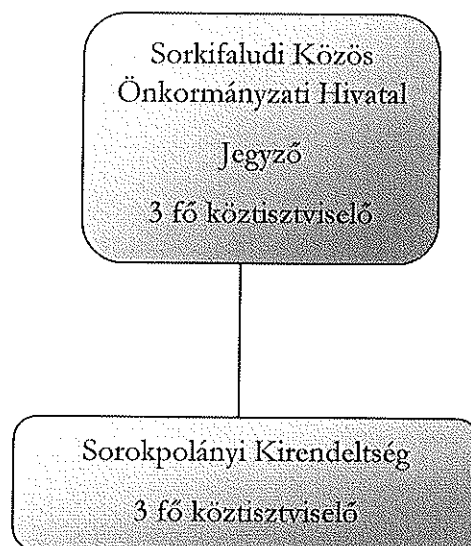 Sorkifaludi Közös
Önkormányzati Hivatal
Jegyző
3 fő köztisztviselő
Sorokpolányi Kirendeltség
3 fő köztisztviselő